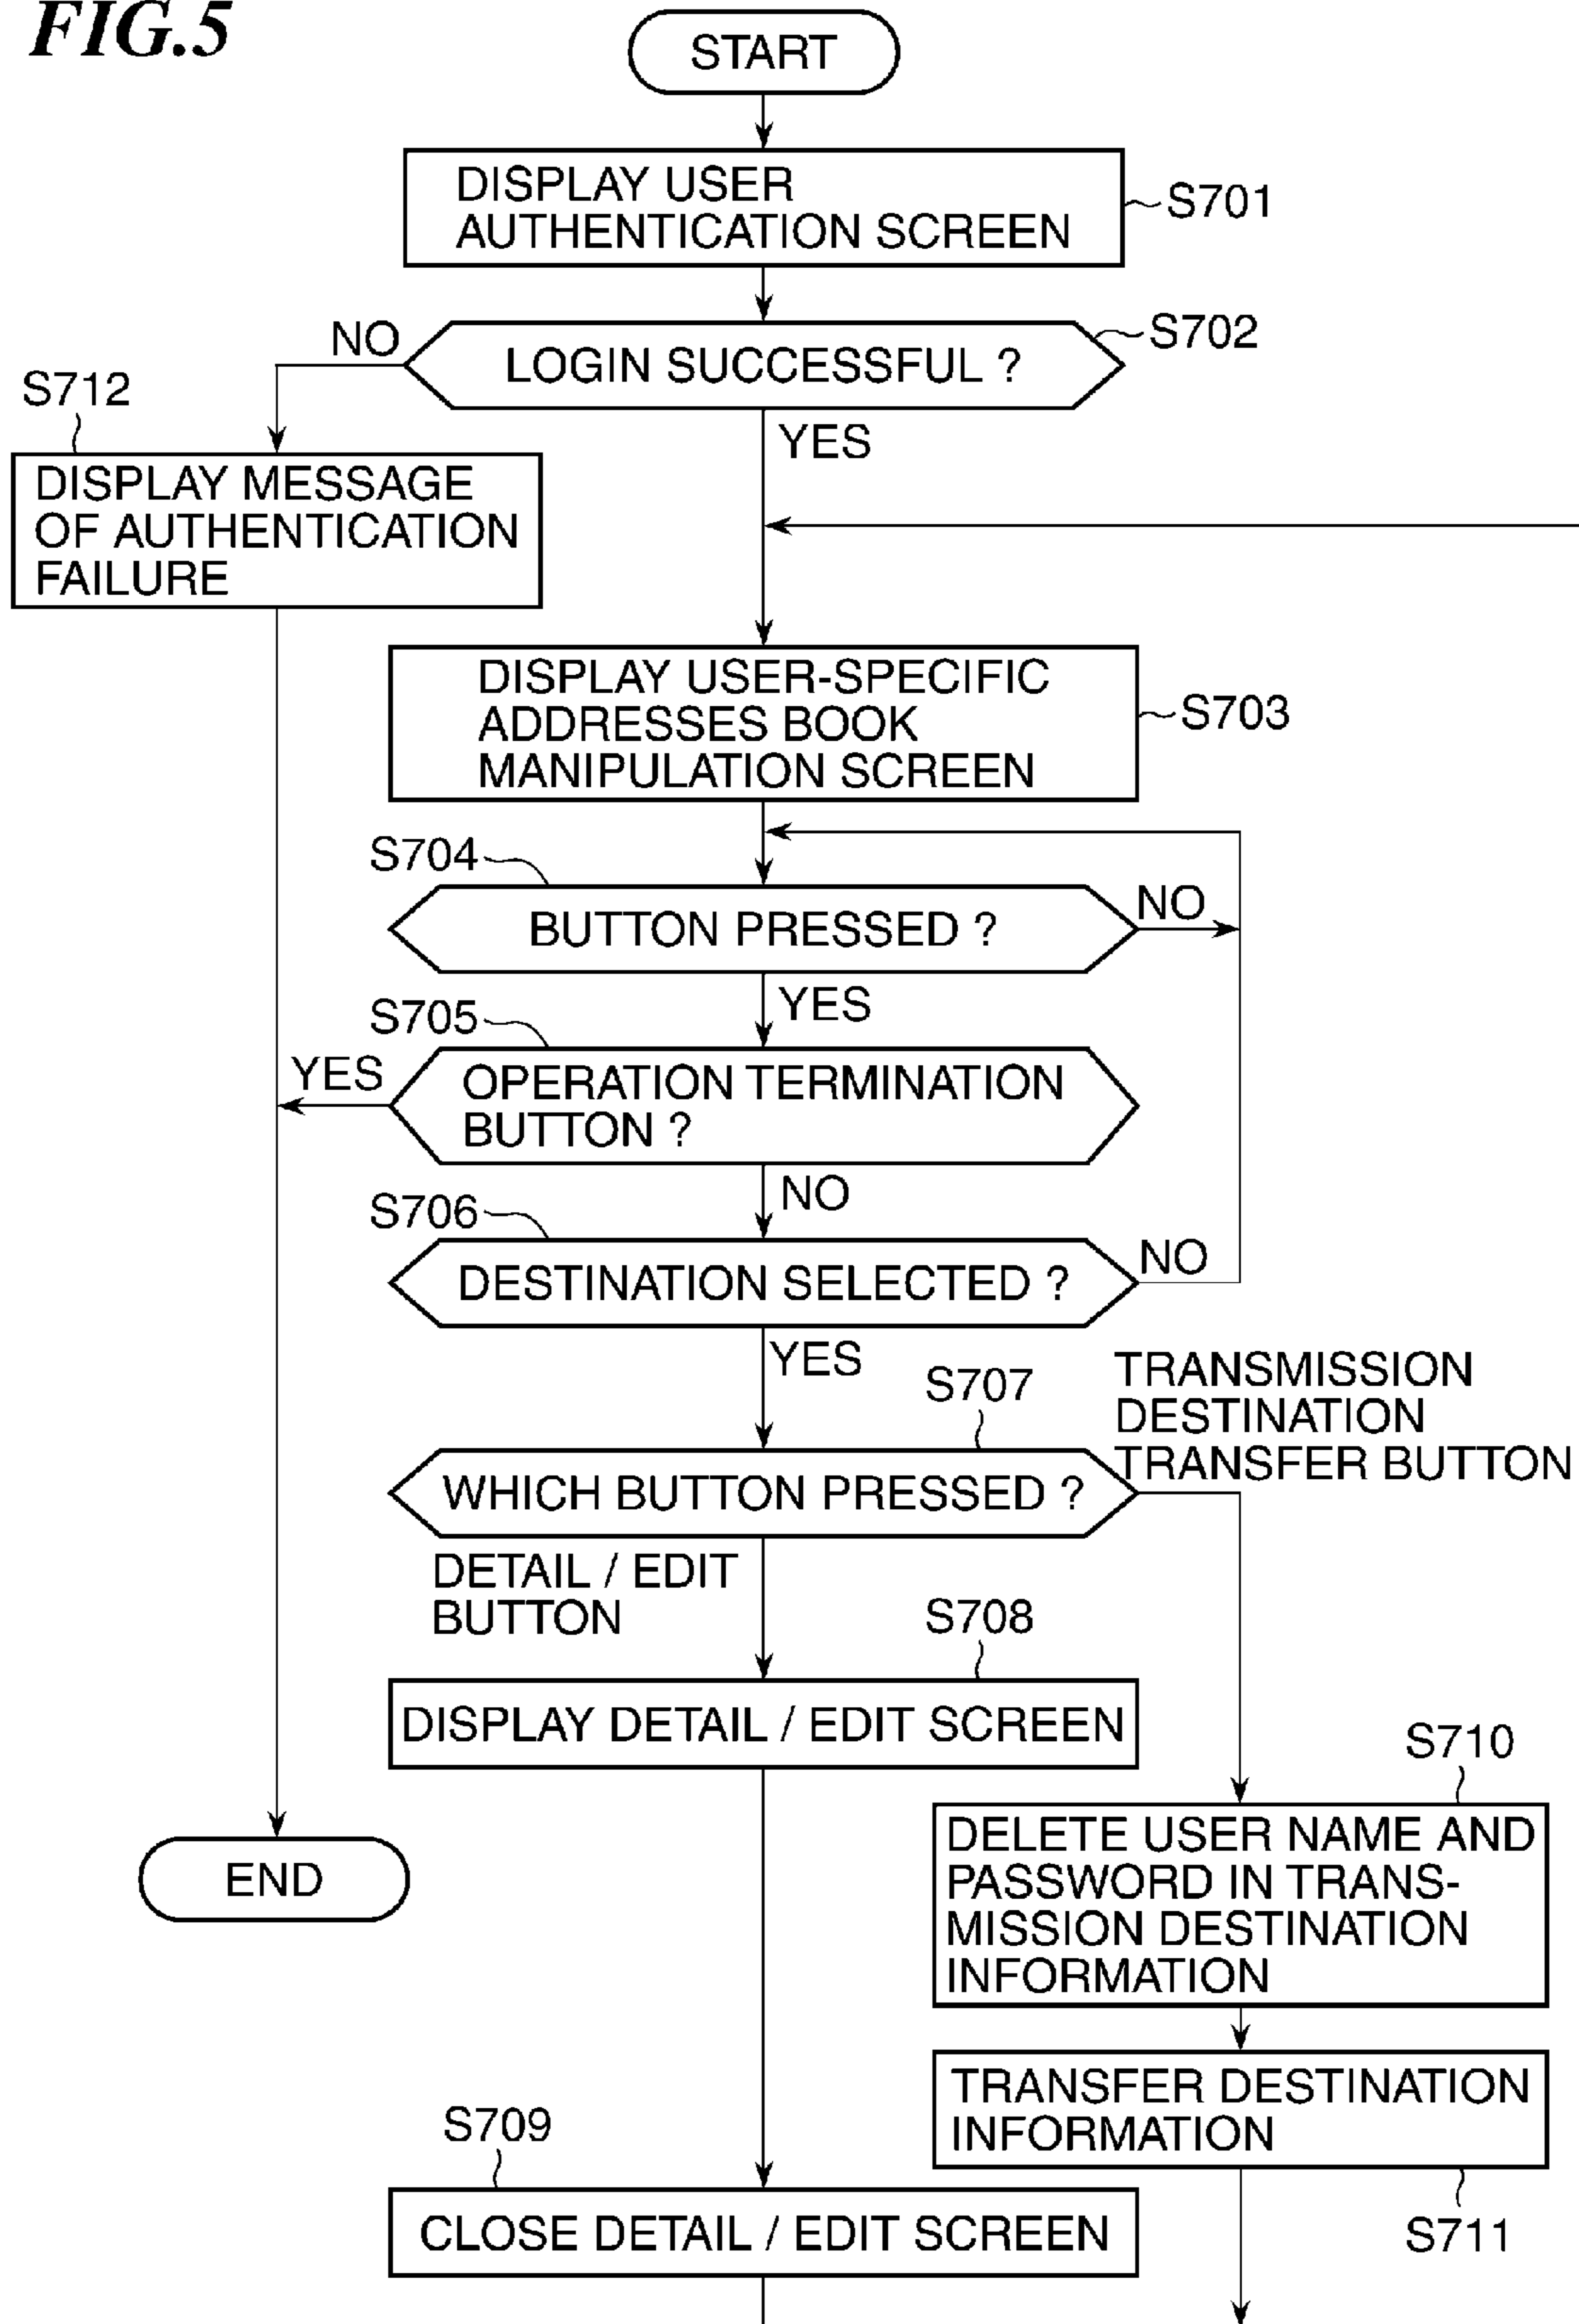 FIG.5
START
DISPLAY USER
AUTHENTICATION SCREEN
S701
NO
LOGIN SUCCESSFUL ?
S702
S712
YES
DISPLAY MESSAGE
OF AUTHENTICATION
FAILURE
DISPLAY USER-SPECIFIC
ADDRESSES BOOK
MANIPULATION SCREEN
S703
S704
BUTTON PRESSED ?
NO
YES
S705
YES
OPERATION TERMINATION
BUTTON ?
NO
S706
DESTINATION SELECTED ?
NO
YES
S707
TRANSMISSION
DESTINATION
TRANSFER BUTTON
WHICH BUTTON PRESSED ?
DETAIL / EDIT
BUTTON
S708
DISPLAY DETAIL / EDIT SCREEN
S710
DELETE USER NAME AND
PASSWORD IN TRANS-
MISSION DESTINATION
INFORMATION
END
TRANSFER DESTINATION
INFORMATION
S711
S709
CLOSE DETAIL / EDIT SCREEN